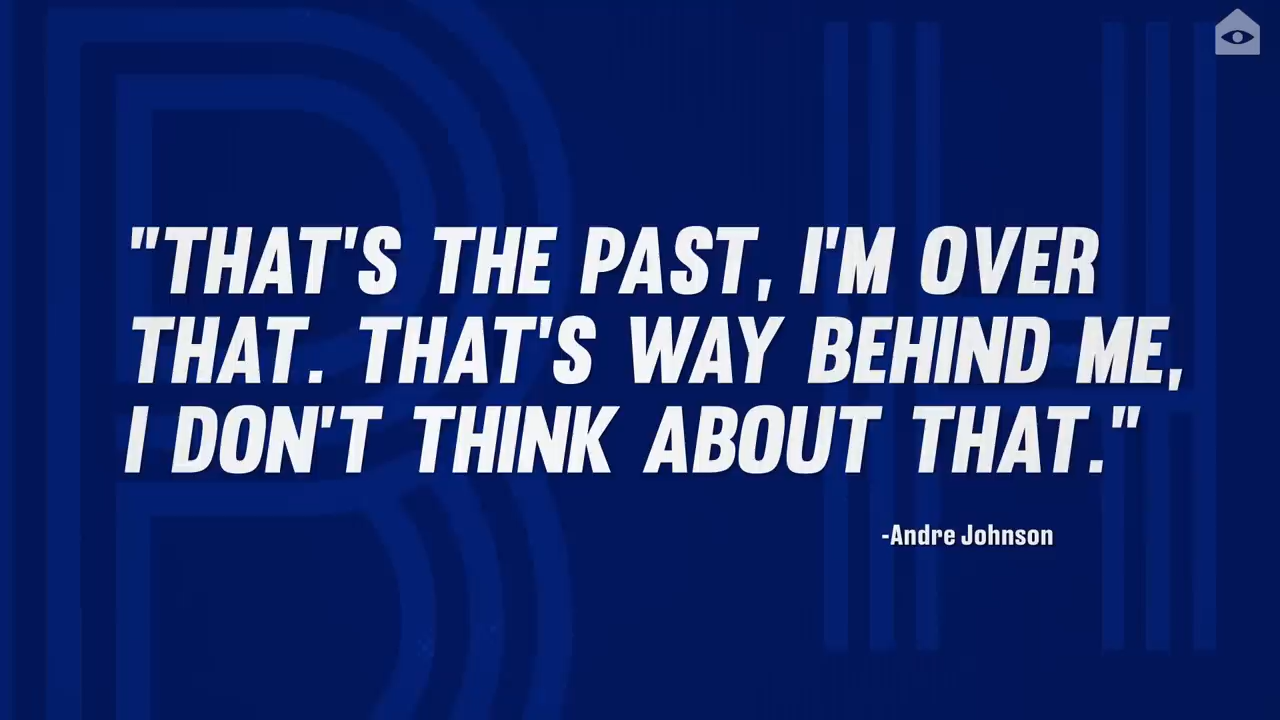 "THAT'S THE PAST, I'M OVER
THAT. THAT'S WAY BEHIND ME,
I DON'T THINK ABOUT THAT."
-Andre Johnson